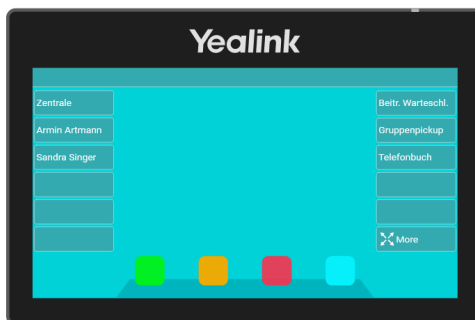 Yealink
Zentrale
Armin Artmann
Sandra Singer
Beitr. Warteschl.
Gruppenpickup
Telefonbuch
More